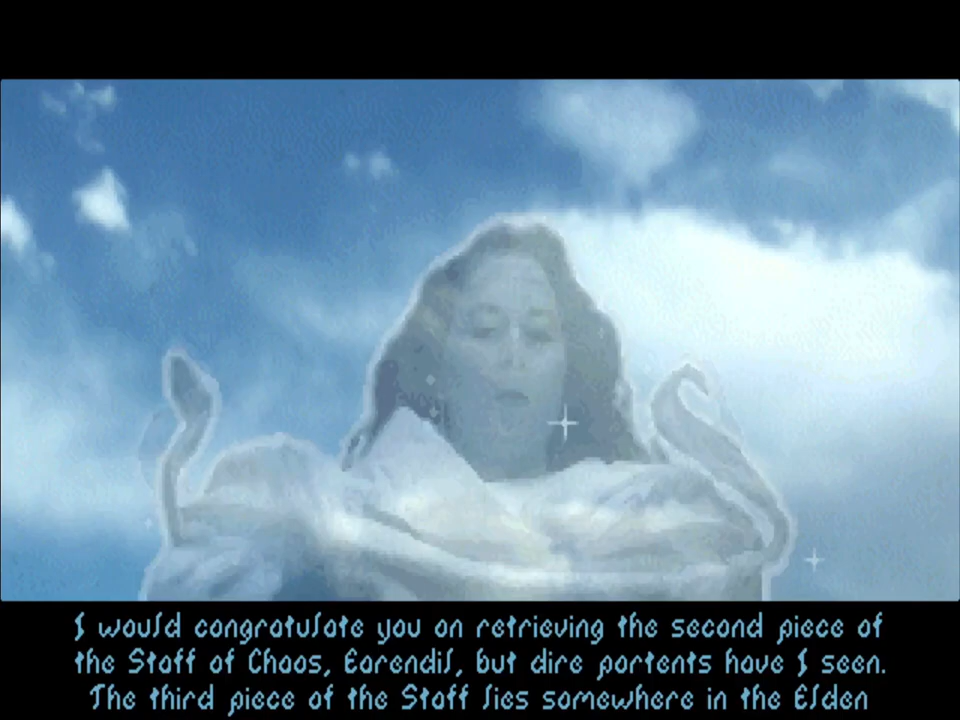 I would congratulate you on retrieving the second piece of
the Staff of Chaos, Earendil, but dire portents have I seen.
The third piece of the Staff lies somewhere in the Elden